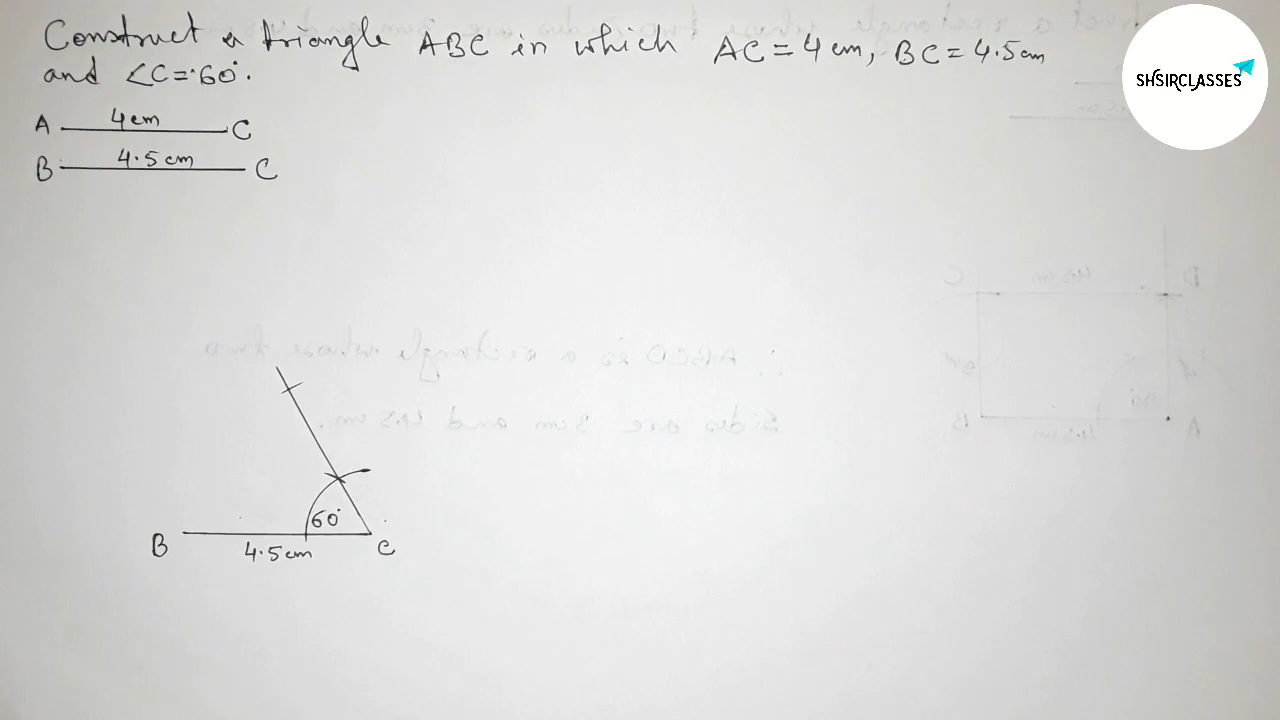 Construct a triangle ABC in which AC = 4 cm, BC = 4.5 cm
and ∠C = 60°.
SHSIRCLASSES
A 4 cm C
B 4.5 cm C
60°
B 4.5 cm C